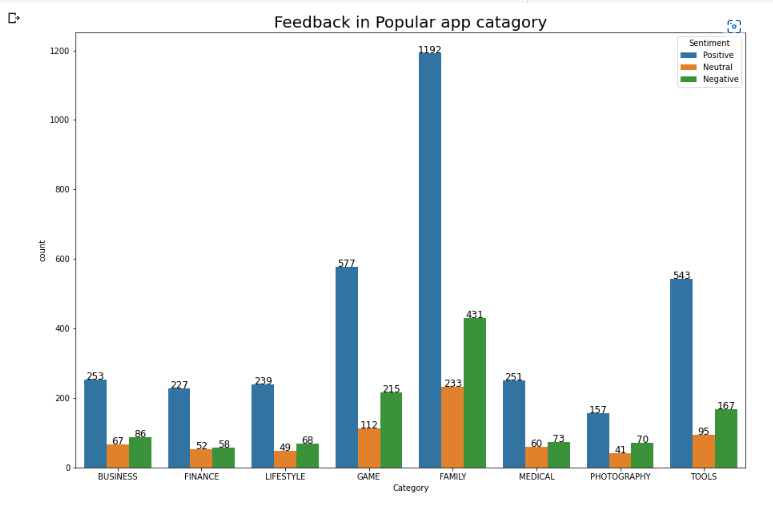 Feedback in Popular app catagory
Sentiment
Positive
Neutral
Negative
count
1200
1000
800
600
400
200
0
253
67
86
227
52
58
239
49
68
577
112
215
1192
233
431
251
60
73
157
41
70
543
95
167
BUSINESS
FINANCE
LIFESTYLE
GAME
FAMILY
MEDICAL
PHOTOGRAPHY
TOOLS
Category